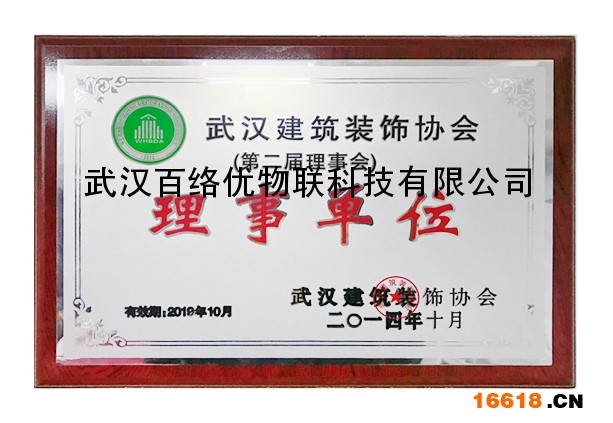 武汉建筑装饰协会
(第二届理事会)
武汉百络优物联科技有限公司
理事单位
WHBDA
武汉建筑装饰协会
有效期:2019年10月
二〇一四年十月
16618.CN